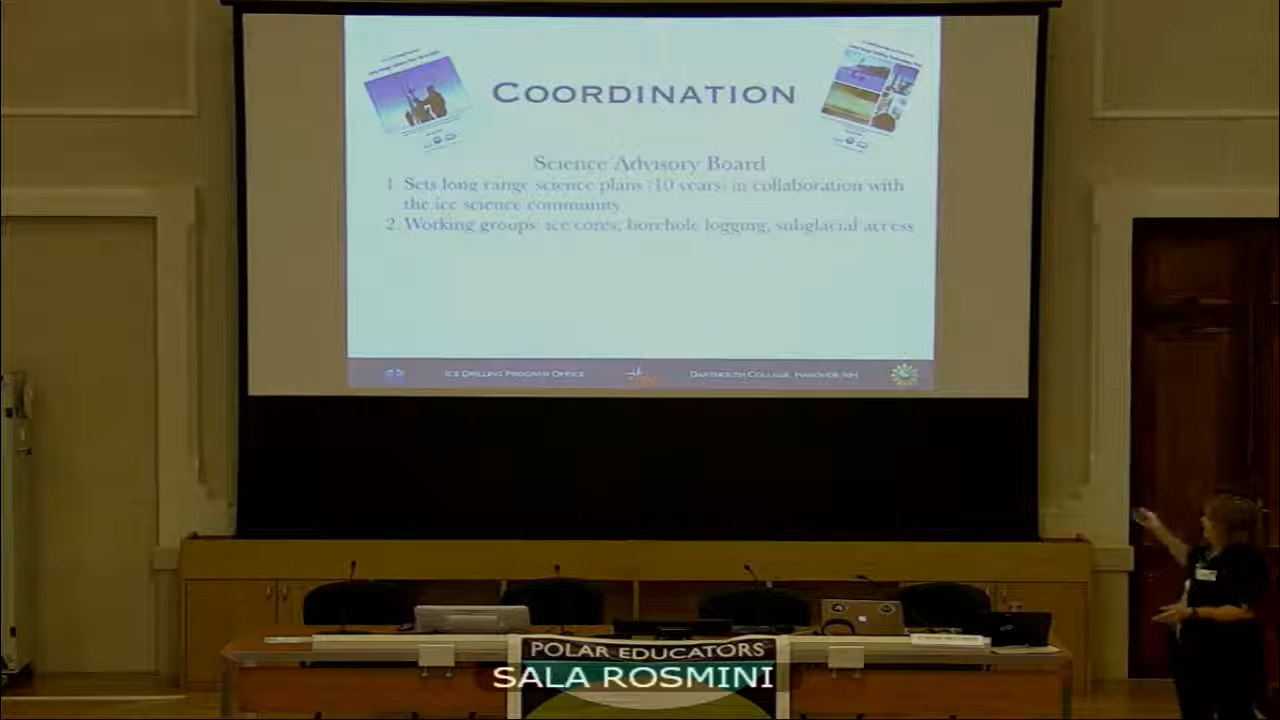 COORDINATION
Science Advisory Board
1 Sets long range science plans (10 years) in collaboration with
the ice science community
2. Working groups: ice cores, borehole logging, subglacial access
ICE DRILLING PROGRAM OFFICE
DARTMOUTH COLLEGE, HANOVER NH
POLAR EDUCATORS
SALA ROSMINI